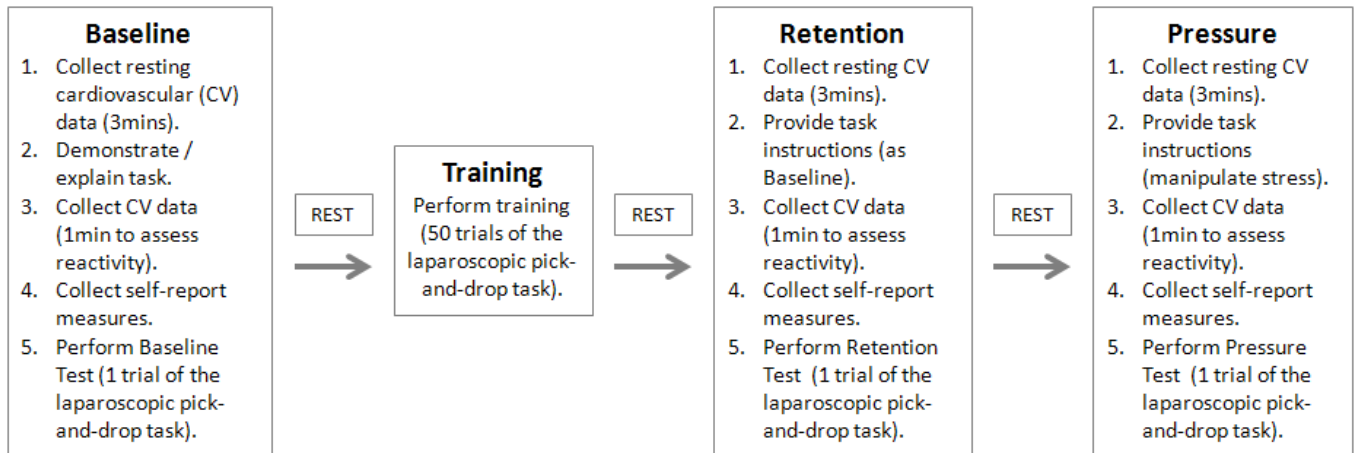 Baseline
1. Collect resting
cardiovascular (CV)
data (3mins).
2. Demonstrate /
explain task.
3. Collect CV data
(1min to assess
reactivity).
4. Collect self-report
measures.
5. Perform Baseline
Test (1 trial of the
laparoscopic pick-
and-drop task).
REST
Training
Perform training
(50 trials of the
laparoscopic pick-
and-drop task).
REST
Retention
1. Collect resting CV
data (3mins).
2. Provide task
instructions (as
Baseline).
3. Collect CV data
(1min to assess
reactivity).
4. Collect self-report
measures.
5. Perform Retention
Test (1 trial of the
laparoscopic pick-
and-drop task).
REST
Pressure
1. Collect resting CV
data (3mins).
2. Provide task
instructions
(manipulate stress).
3. Collect CV data
(1min to assess
reactivity).
4. Collect self-report
measures.
5. Perform Pressure
Test (1 trial of the
laparoscopic pick-
and-drop task).